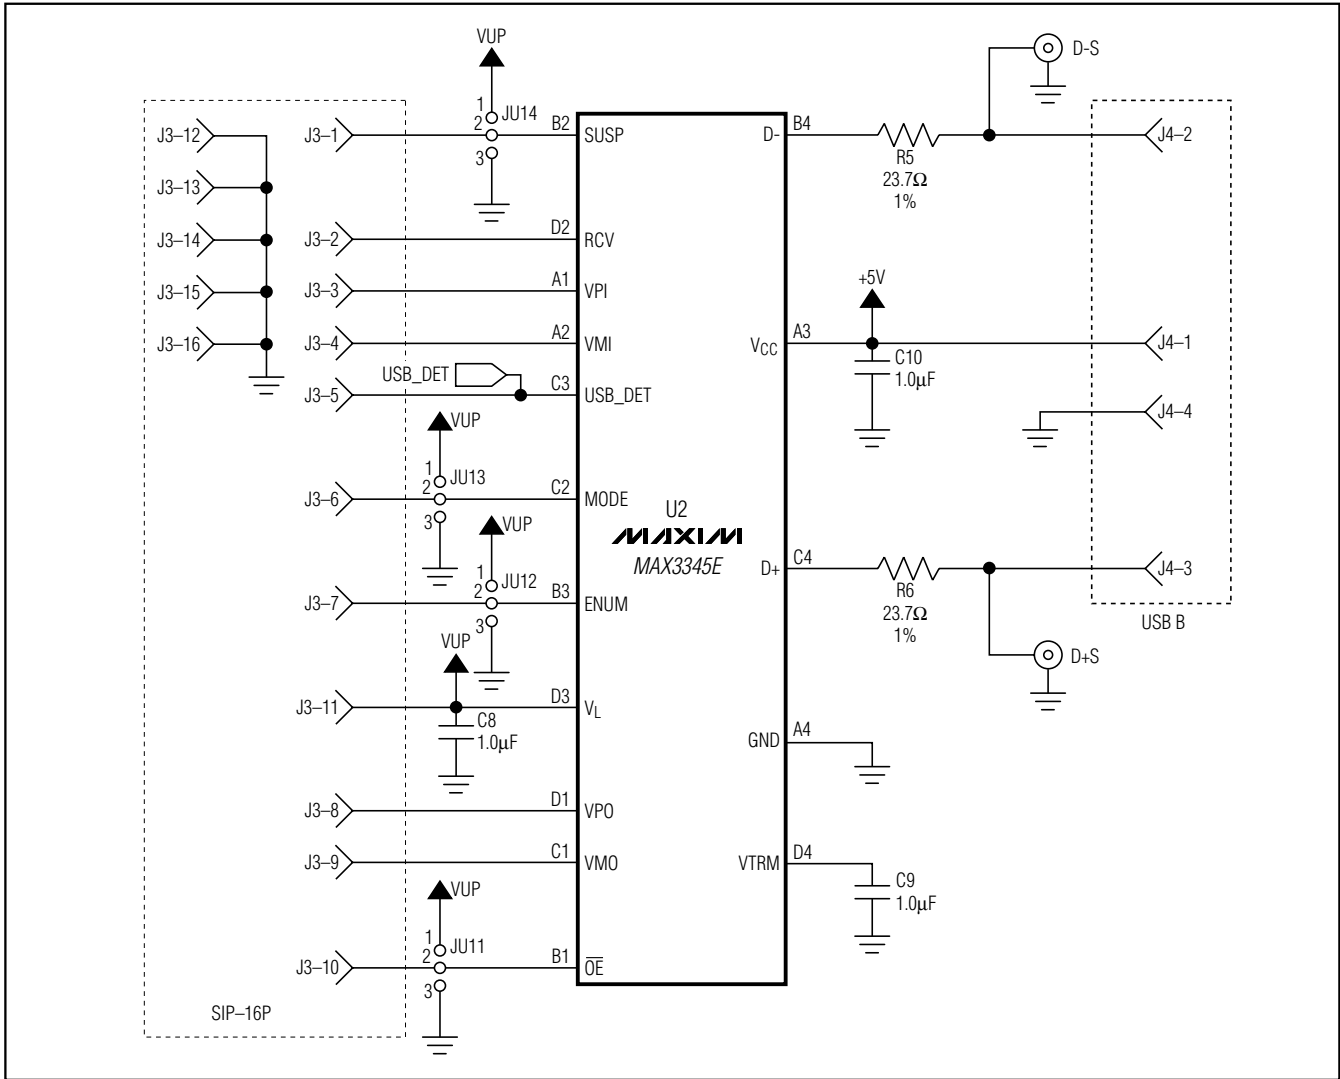 VUP
D-S
1
JU14
J3–12
J3–1
2
B2
SUSP
D-
B4
J4–2
3
R5
23.7Ω
1%
J3–13
J3–14
J3–2
D2
RCV
J3–15
J3–3
A1
VPI
+5V
J3–16
J3–4
A2
VMI
VCC
A3
J4–1
C10
1.0µF
USB_DET
J3–5
C3
USB_DET
J4–4
VUP
1
JU13
J3–6
2
C2
MODE
3
U2
MAXIM
MAX3345E
VUP
1
JU12
J3–7
2
B3
ENUM
3
D+
C4
J4–3
R6
23.7Ω
1%
USB B
D+S
VUP
J3–11
D3
VL
C8
1.0µF
GND
A4
J3–8
D1
VPO
J3–9
C1
VMO
VTRM
D4
C9
1.0µF
VUP
1
JU11
J3–10
2
B1
OE
3
SIP–16P